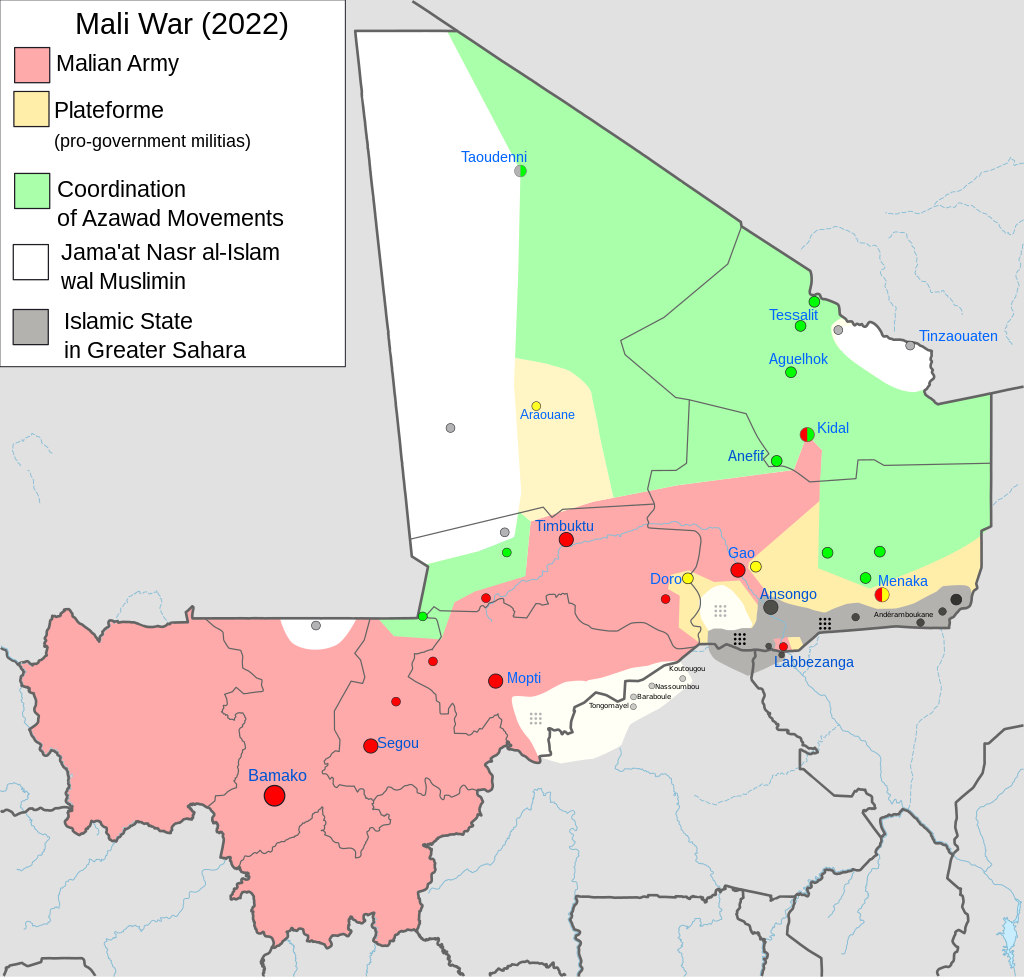 Mali War (2022)
Malian Army
Plateforme
(pro-government militias)
Coordination
of Azawad Movements
Jama'at Nasr al-Islam
wal Muslimin
Islamic State
in Greater Sahara
Taoudenni
Tessalit
Tinzaouaten
Aguelhok
Araouane
Kidal
Anefif
Timbuktu
Gao
Doro
Menaka
Ansongo
Anderamboukane
Labbezanga
Koutougou
Mopti
Nassoumbou
Baraboule
Tongomayel
Segou
Bamako